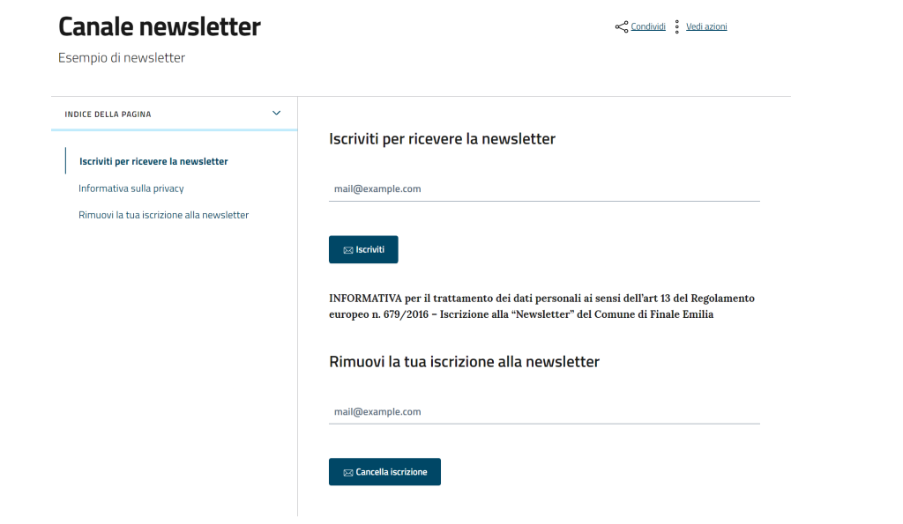 Canale newsletter
Condividi
Vedi azioni
Esempio di newsletter
INDICE DELLA PAGINA
Iscriviti per ricevere la newsletter
Informativa sulla privacy
Rimuovi la tua iscrizione alla newsletter
Iscriviti per ricevere la newsletter
mail@example.com
Iscriviti
INFORMATIVA per il trattamento dei dati personali ai sensi dell'art 13 del Regolamento
europeo n. 679/2016 – Iscrizione alla “Newsletter” del Comune di Finale Emilia
Rimuovi la tua iscrizione alla newsletter
mail@example.com
Cancella iscrizione